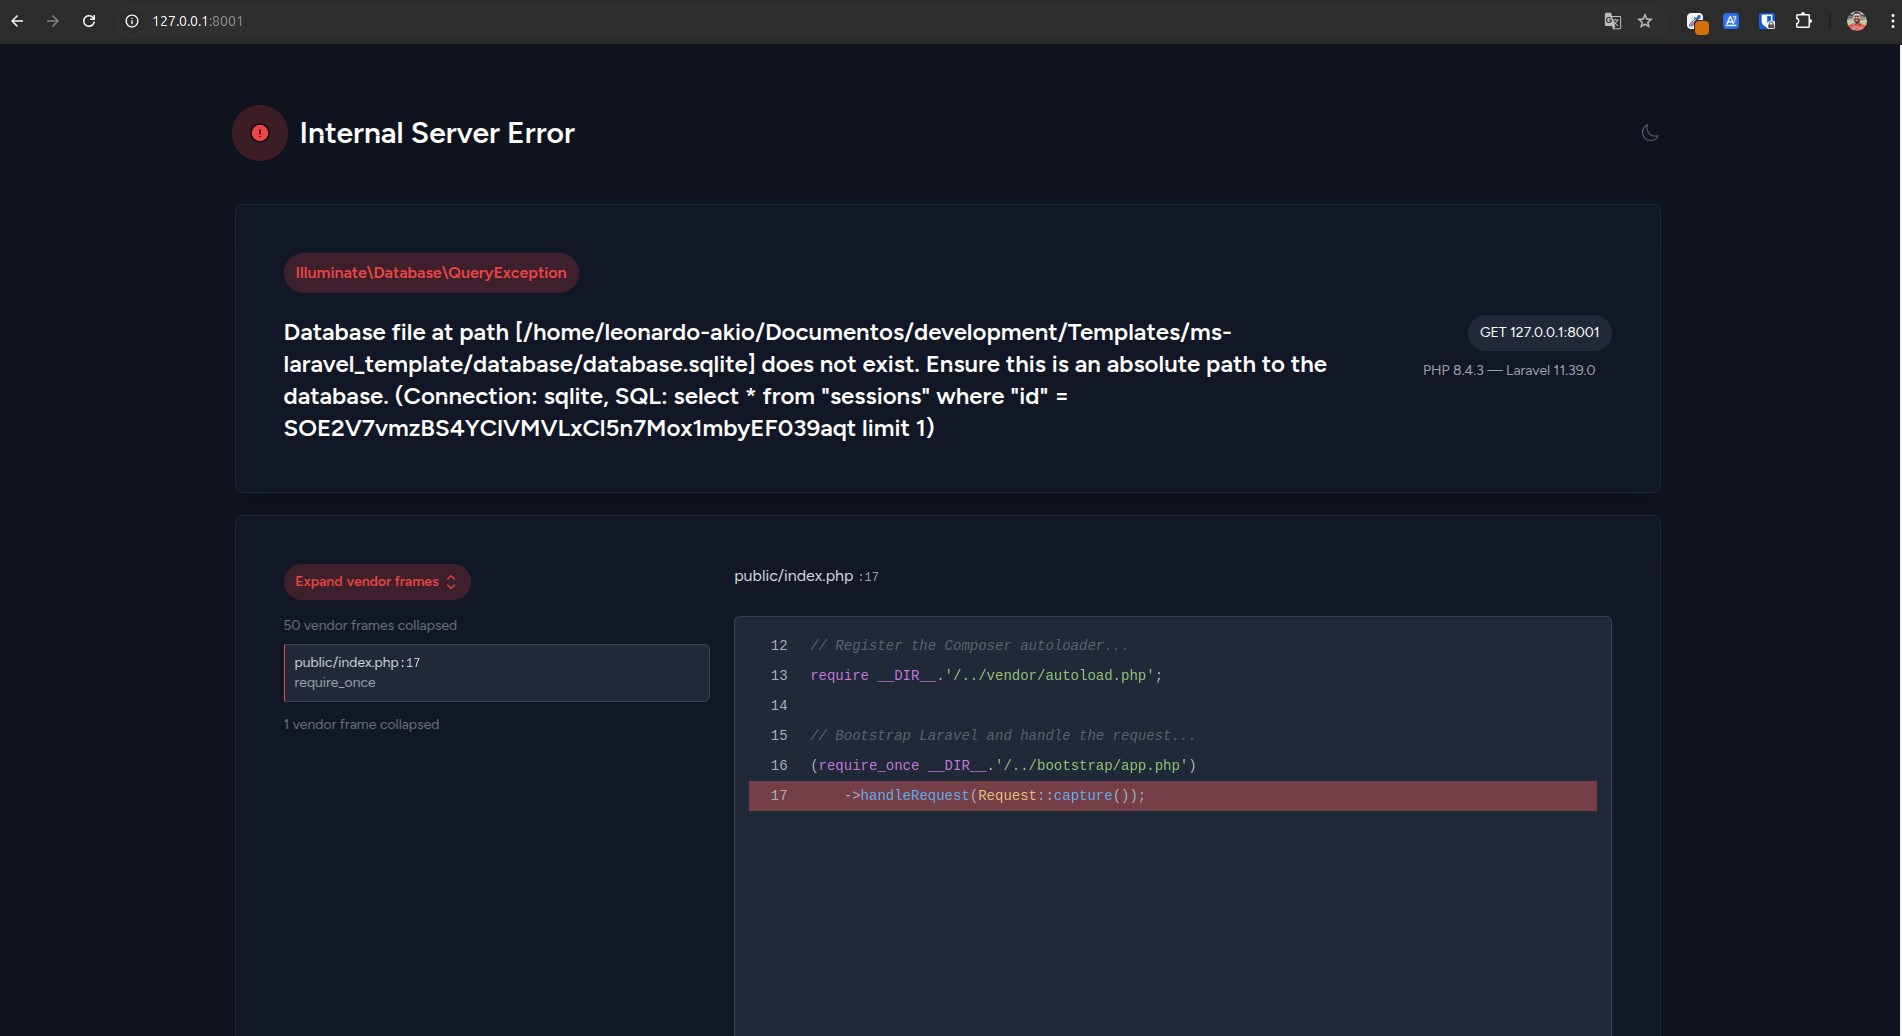 127.0.0.1:8001
Internal Server Error
Illuminate\Database\QueryException
Database file at path [/home/leonardo-akio/Documentos/development/Templates/ms-
laravel_template/database/database.sqlite] does not exist. Ensure this is an absolute path to the
database. (Connection: sqlite, SQL: select * from "sessions" where "id" =
SOE2V7vmzBS4YClVMVLxCl5n7Mox1mbyEF039aqt limit 1)
GET 127.0.0.1:8001
PHP 8.4.3 — Laravel 11.39.0
Expand vendor frames
50 vendor frames collapsed
public/index.php:17
require_once
1 vendor frame collapsed
public/index.php :17
12 // Register the Composer autoloader...
13 require __DIR__.'/../vendor/autoload.php';
14
15 // Bootstrap Laravel and handle the request...
16 (require_once __DIR__.'/../bootstrap/app.php')
17     ->handleRequest(Request::capture());